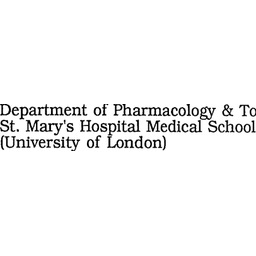 Department of Pharmacology & To
St. Mary's Hospital Medical School
(University of London)